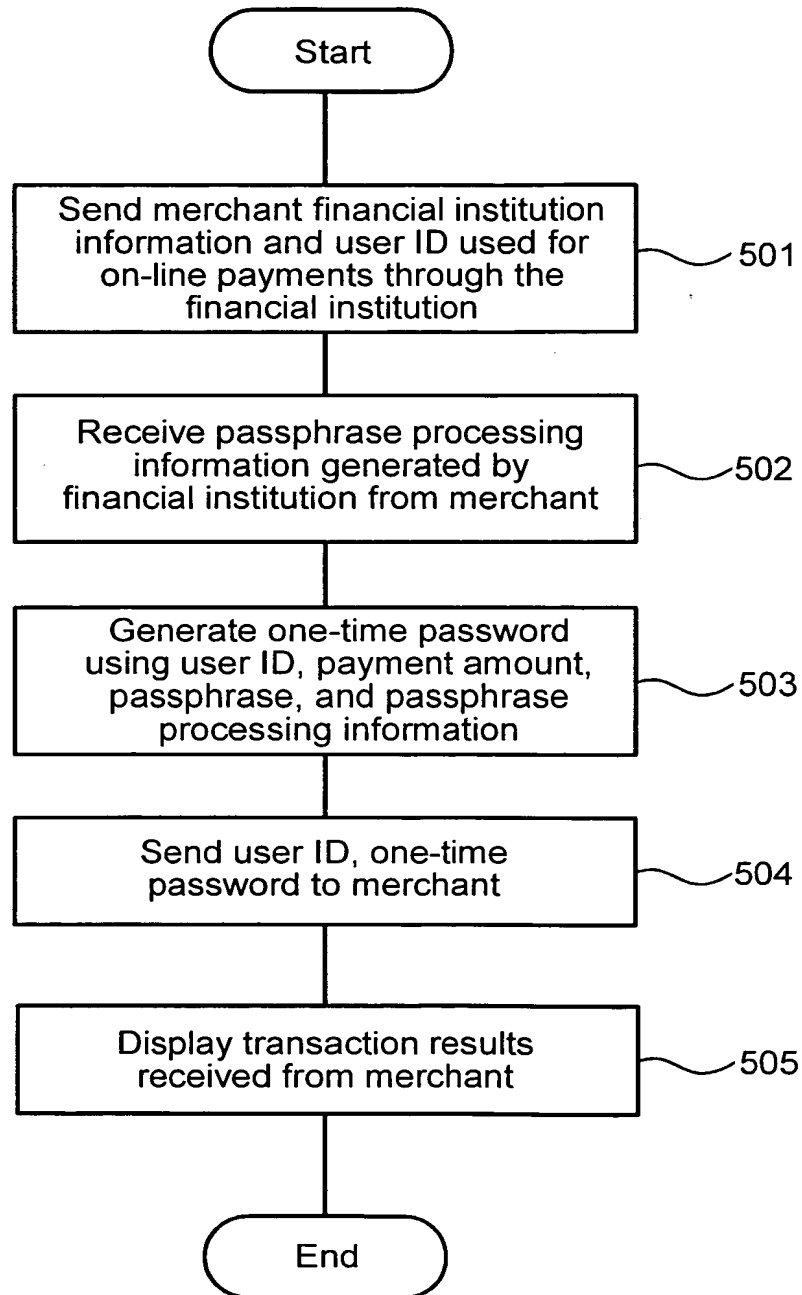 Start
Send merchant financial institution
information and user ID used for
on-line payments through the
financial institution
501
Receive passphrase processing
information generated by
financial institution from merchant
502
Generate one-time password
using user ID, payment amount,
passphrase, and passphrase
processing information
503
Send user ID, one-time
password to merchant
504
Display transaction results
received from merchant
505
End